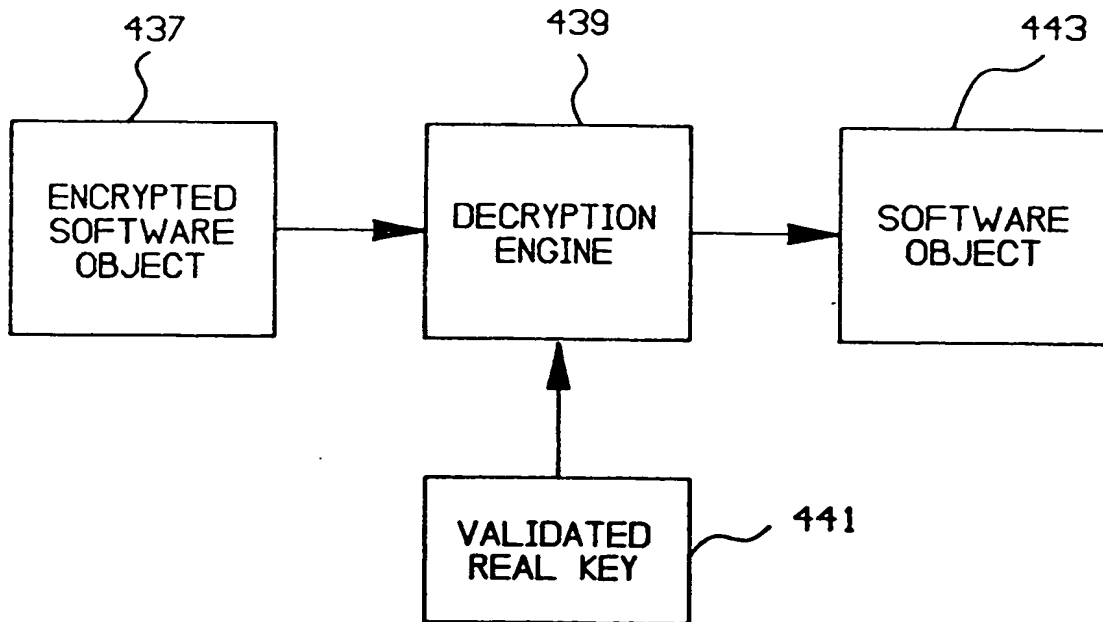 437
439
443
ENCRYPTED
SOFTWARE
OBJECT
DECRYPTION
ENGINE
SOFTWARE
OBJECT
VALIDATED
REAL KEY
441